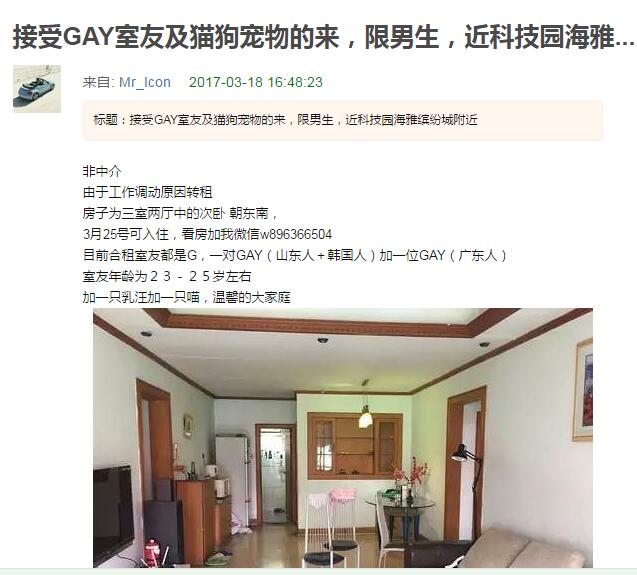 接受GAY室友及猫狗宠物的来，限男生，近科技园海雅...
来自: Mr_Icon 2017-03-18 16:48:23
标题：接受GAY室友及猫狗宠物的来，限男生，近科技园海雅缤纷城附近
非中介
由于工作调动原因转租
房子为三室两厅中的次卧 朝东南，
3月25号可入住，看房加我微信w896366504
目前合租室友都是G，一对GAY（山东人＋韩国人）加一位GAY（广东人）
室友年龄为２３－２５岁左右
加一只乳汪加一只喵，温馨的大家庭